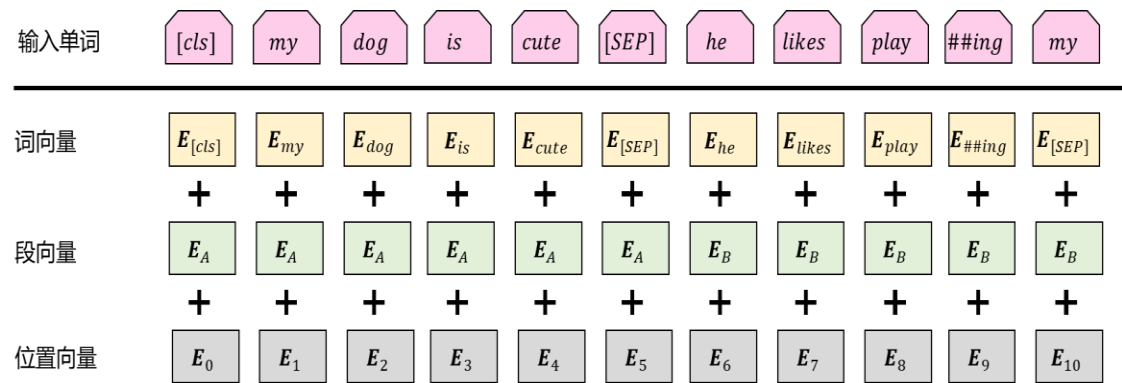 输入单词 [cls] my dog is cute [SEP] he likes play ##ing my
词向量 E[cls] Emy Edog Eis Ecute E[SEP] Ehe Elikes Eplay E##ing E[SEP]
+ + + + + + + + + + +
段向量 EA EA EA EA EA EA EB EB EB EB EB
+ + + + + + + + + + +
位置向量 E0 E1 E2 E3 E4 E5 E6 E7 E8 E9 E10